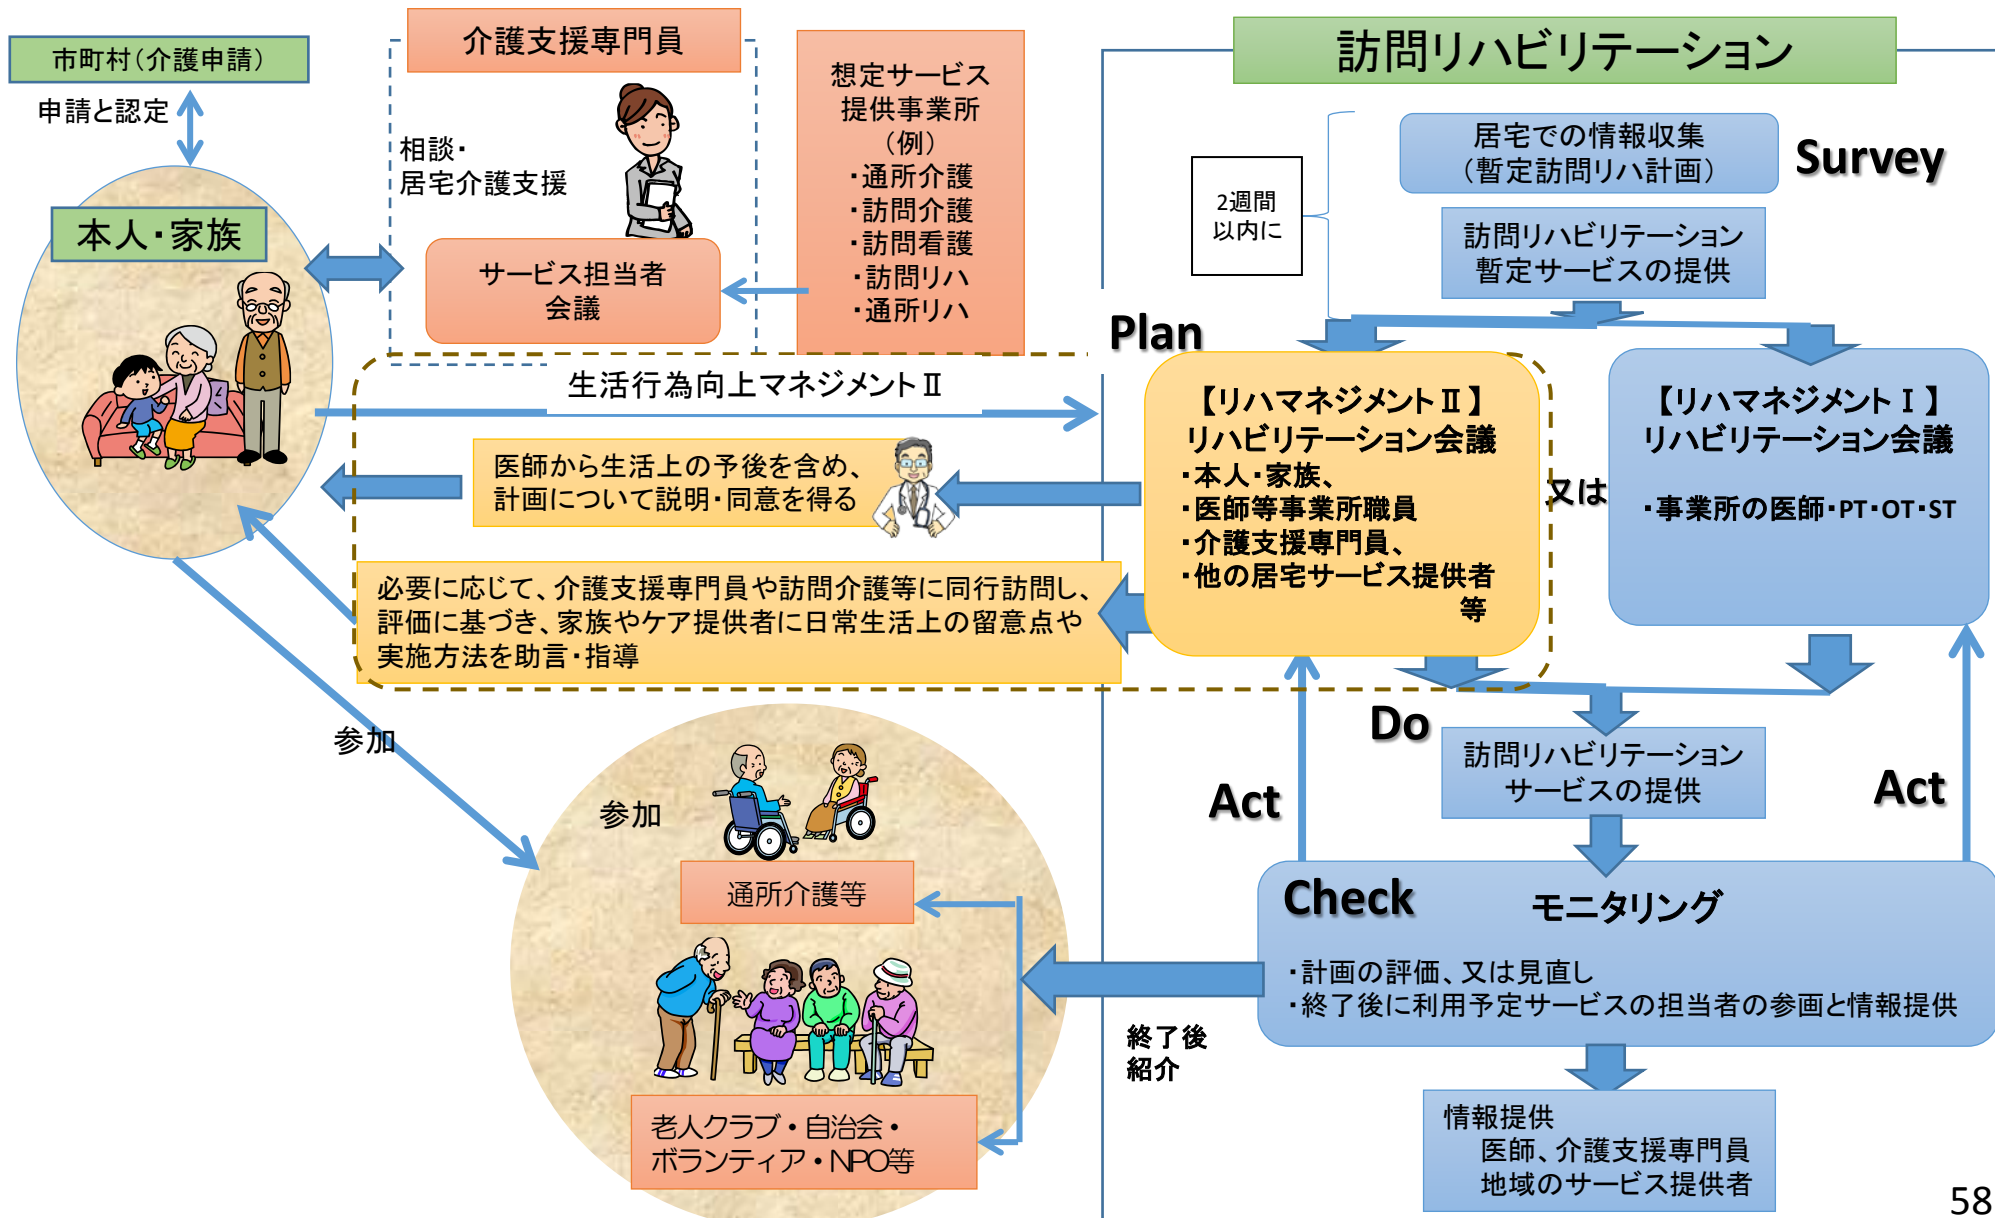 市町村（介護申請）
申請と認定
本人・家族
介護支援専門員
相談・
居宅介護支援
サービス担当者
会議
想定サービス
提供事業所
（例）
・通所介護
・訪問介護
・訪問看護
・訪問リハ
・通所リハ
訪問リハビリテーション
2週間
以内に
居宅での情報収集
（暫定訪問リハ計画）
Survey
訪問リハビリテーション
暫定サービスの提供
Plan
生活行為向上マネジメントⅡ
医師から生活上の予後を含め、
計画について説明・同意を得る
必要に応じて、介護支援専門員や訪問介護等に同行訪問し、
評価に基づき、家族やケア提供者に日常生活上の留意点や
実施方法を助言・指導
【リハマネジメントⅡ】
リハビリテーション会議
・本人・家族、
・医師等事業所職員
・介護支援専門員、
・他の居宅サービス提供者
等
又は
【リハマネジメントⅠ】
リハビリテーション会議
・事業所の医師・PT・OT・ST
Do
訪問リハビリテーション
サービスの提供
Act
Act
Check
モニタリング
・計画の評価、又は見直し
・終了後に利用予定サービスの担当者の参画と情報提供
終了後
紹介
情報提供
医師、介護支援専門員
地域のサービス提供者
参加
参加
通所介護等
老人クラブ・自治会・
ボランティア・NPO等
58